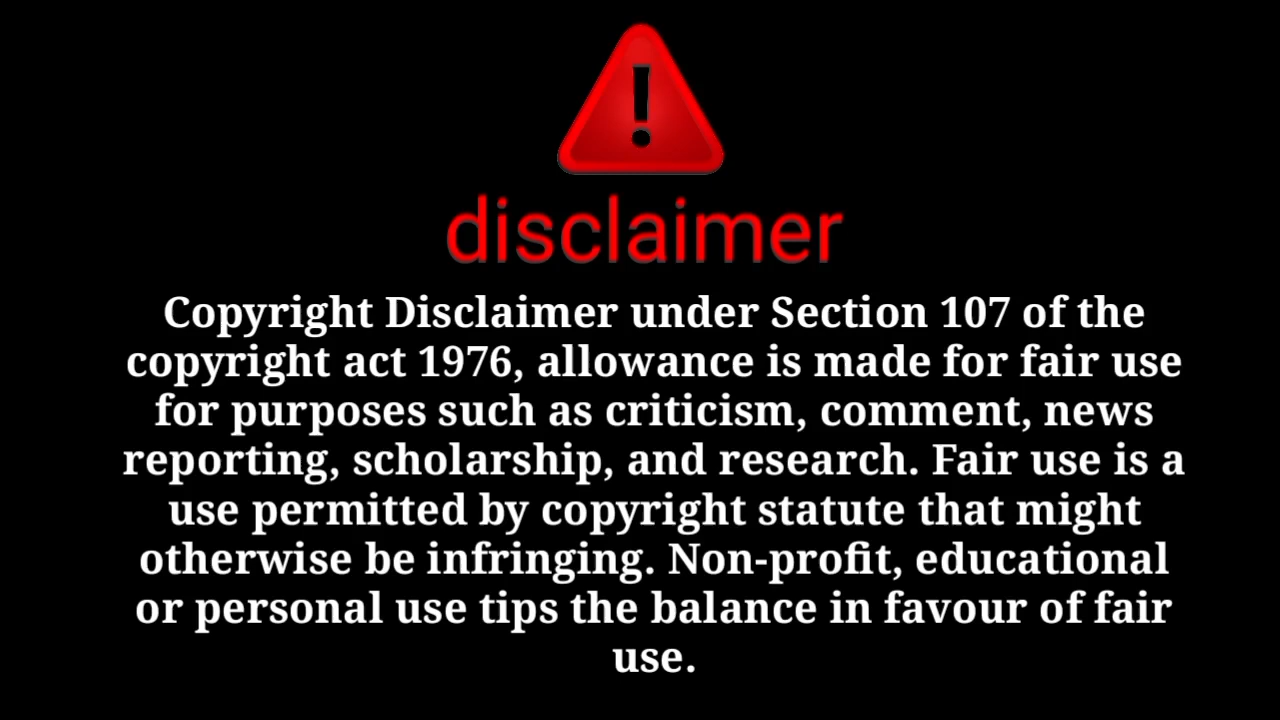 !
disclaimer
Copyright Disclaimer under Section 107 of the
copyright act 1976, allowance is made for fair use
for purposes such as criticism, comment, news
reporting, scholarship, and research. Fair use is a
use permitted by copyright statute that might
otherwise be infringing. Non-profit, educational
or personal use tips the balance in favour of fair
use.